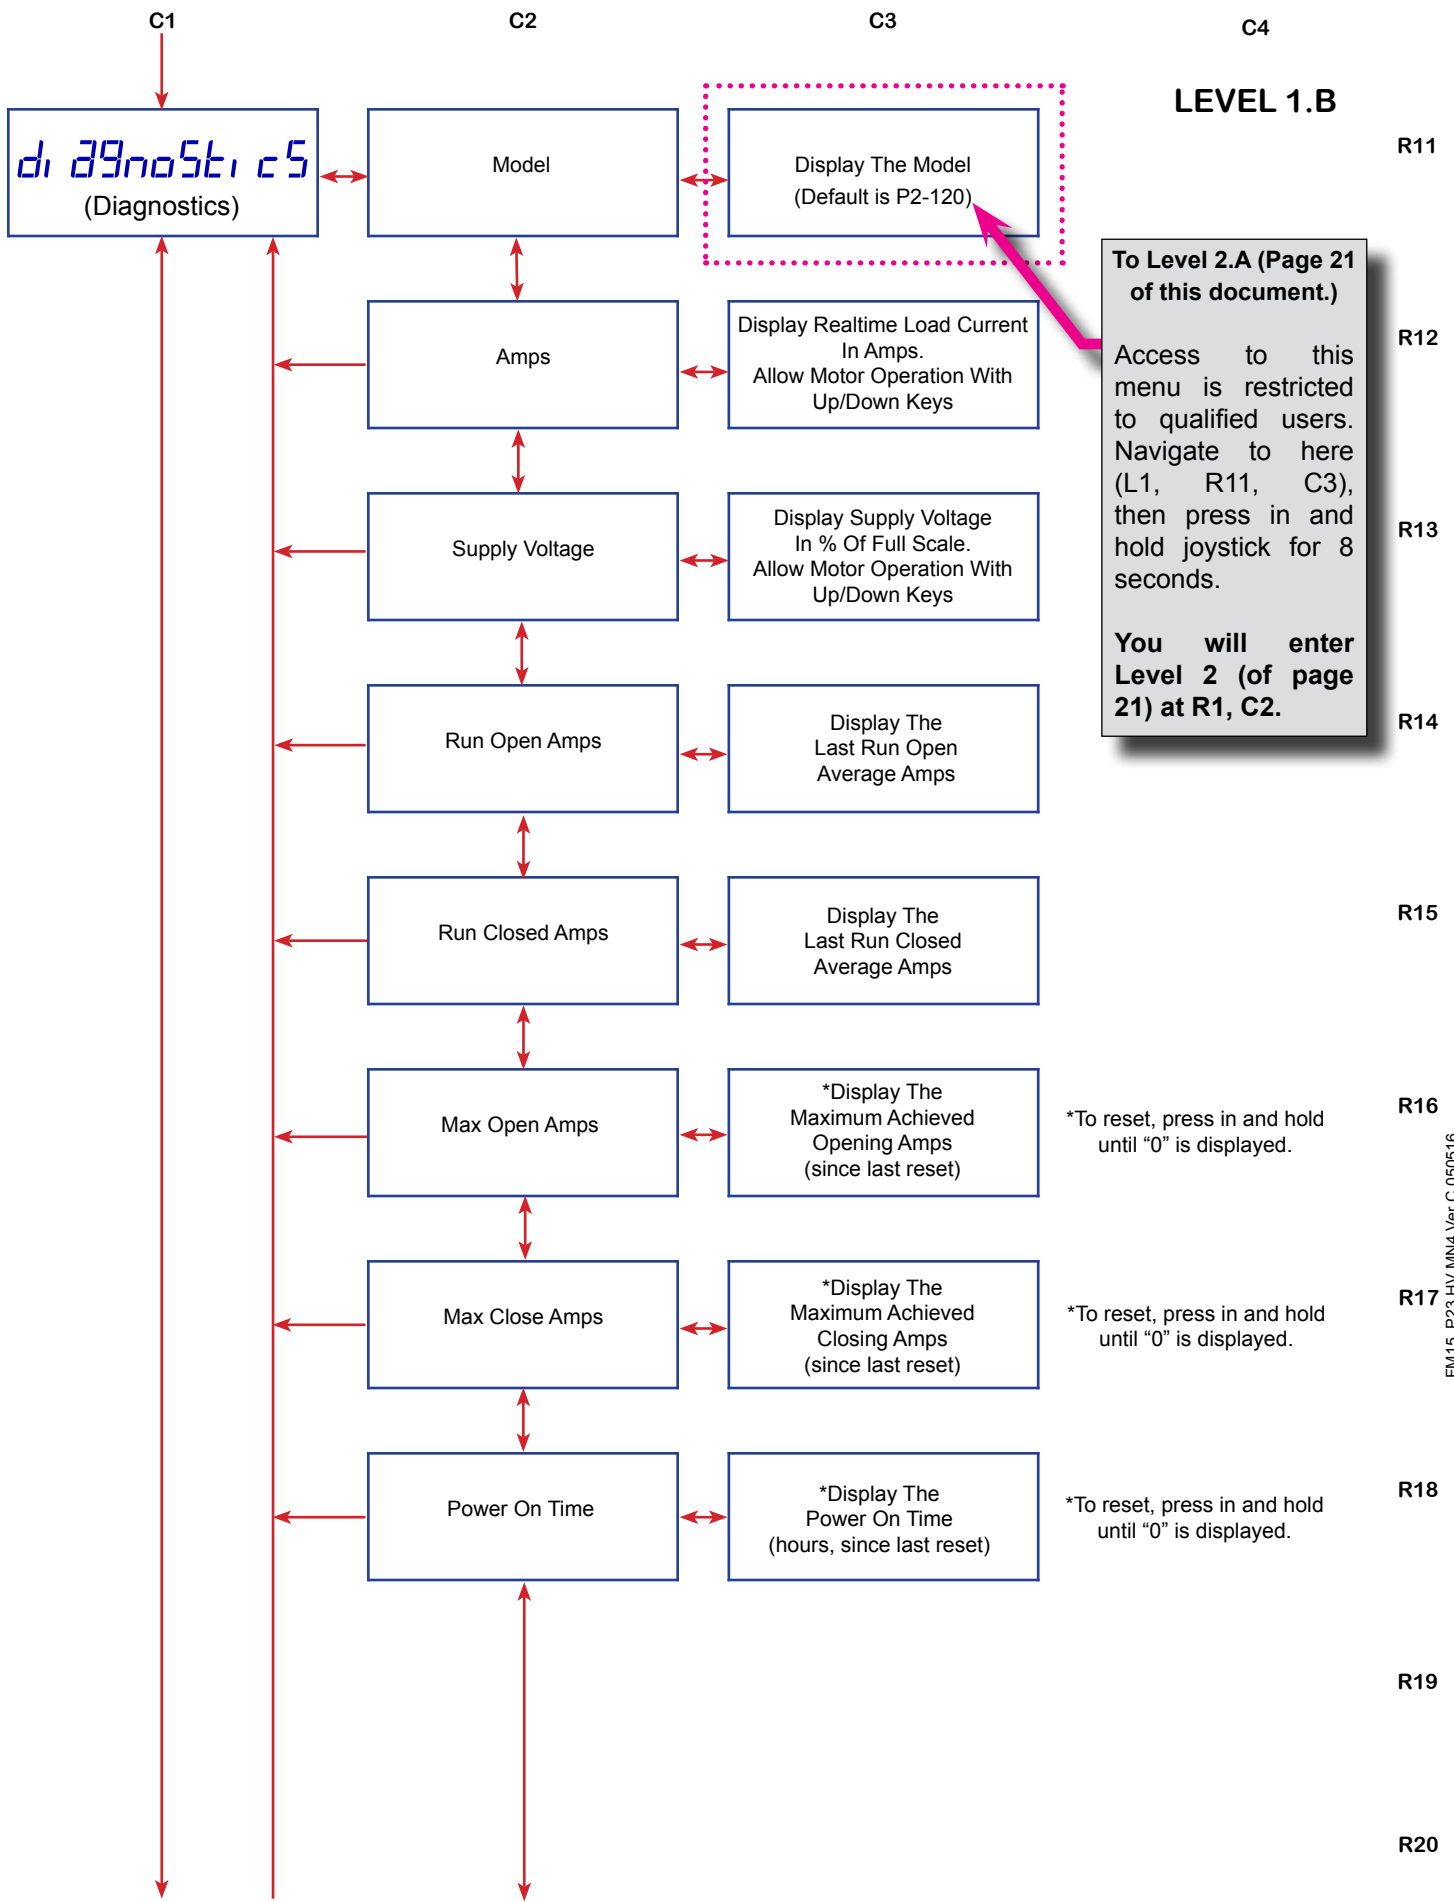 C1
C2
C3
C4
LEVEL 1.B
R11
diAgnoSticS
(Diagnostics)
Model
Display The Model
(Default is P2-120)
To Level 2.A (Page 21
of this document.)
Access to this
menu is restricted
to qualified users.
Navigate to here
(L1, R11, C3),
then press in and
hold joystick for 8
seconds.
You will enter
Level 2 (of page
21) at R1, C2.
R12
Amps
Display Realtime Load Current
In Amps.
Allow Motor Operation With
Up/Down Keys
R13
Supply Voltage
Display Supply Voltage
In % Of Full Scale.
Allow Motor Operation With
Up/Down Keys
R14
Run Open Amps
Display The
Last Run Open
Average Amps
R15
Run Closed Amps
Display The
Last Run Closed
Average Amps
R16
Max Open Amps
*Display The
Maximum Achieved
Opening Amps
(since last reset)
*To reset, press in and hold
until “0” is displayed.
R17
Max Close Amps
*Display The
Maximum Achieved
Closing Amps
(since last reset)
*To reset, press in and hold
until “0” is displayed.
R18
Power On Time
*Display The
Power On Time
(hours, since last reset)
*To reset, press in and hold
until “0” is displayed.
R19
R20
EM15_P23 HV MN4 Ver C 050516